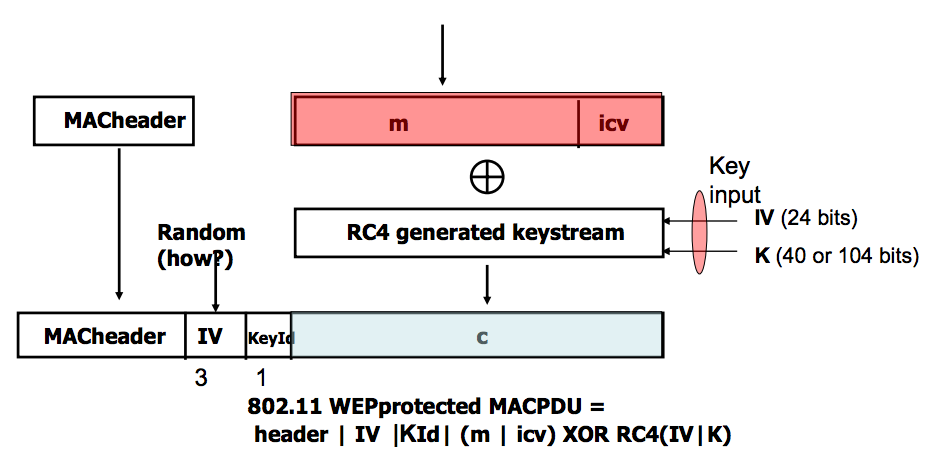 MACheader
m
icv
Key
input
RC4 generated keystream
IV (24 bits)
K (40 or 104 bits)
Random
(how?)
MACheader
IV
KeyId
c
3
1
802.11 WEPprotected MACPDU =
header | IV |KId| (m | icv) XOR RC4(IV|K)